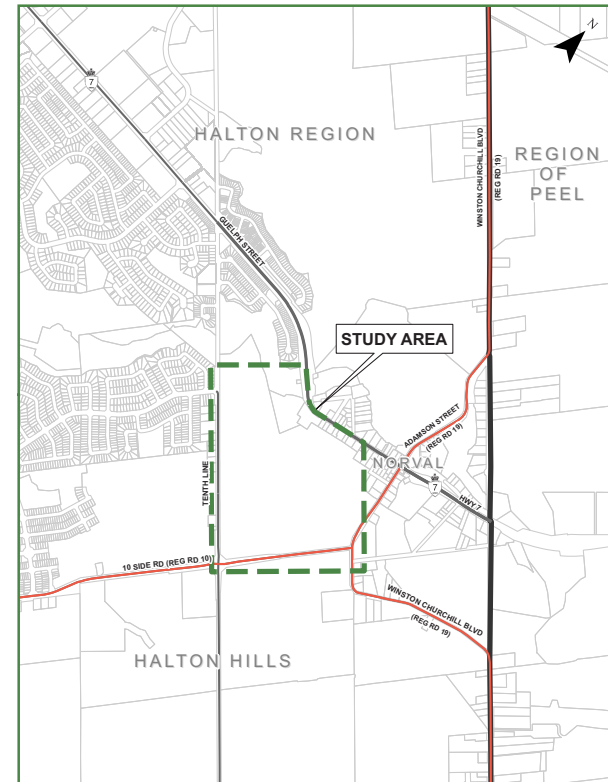 N
7
HALTON REGION
REGION
OF
PEEL
WINSTON CHURCHILL BLVD
(REG RD 19)
GUELPH STREET
STUDY AREA
ADAMSON STREET
(REG RD 19)
NORVAL
7
HWY 7
TENTH LINE
10 SIDE RD (REG RD 10)
WINSTON CHURCHILL BLVD
(REG RD 19)
HALTON HILLS